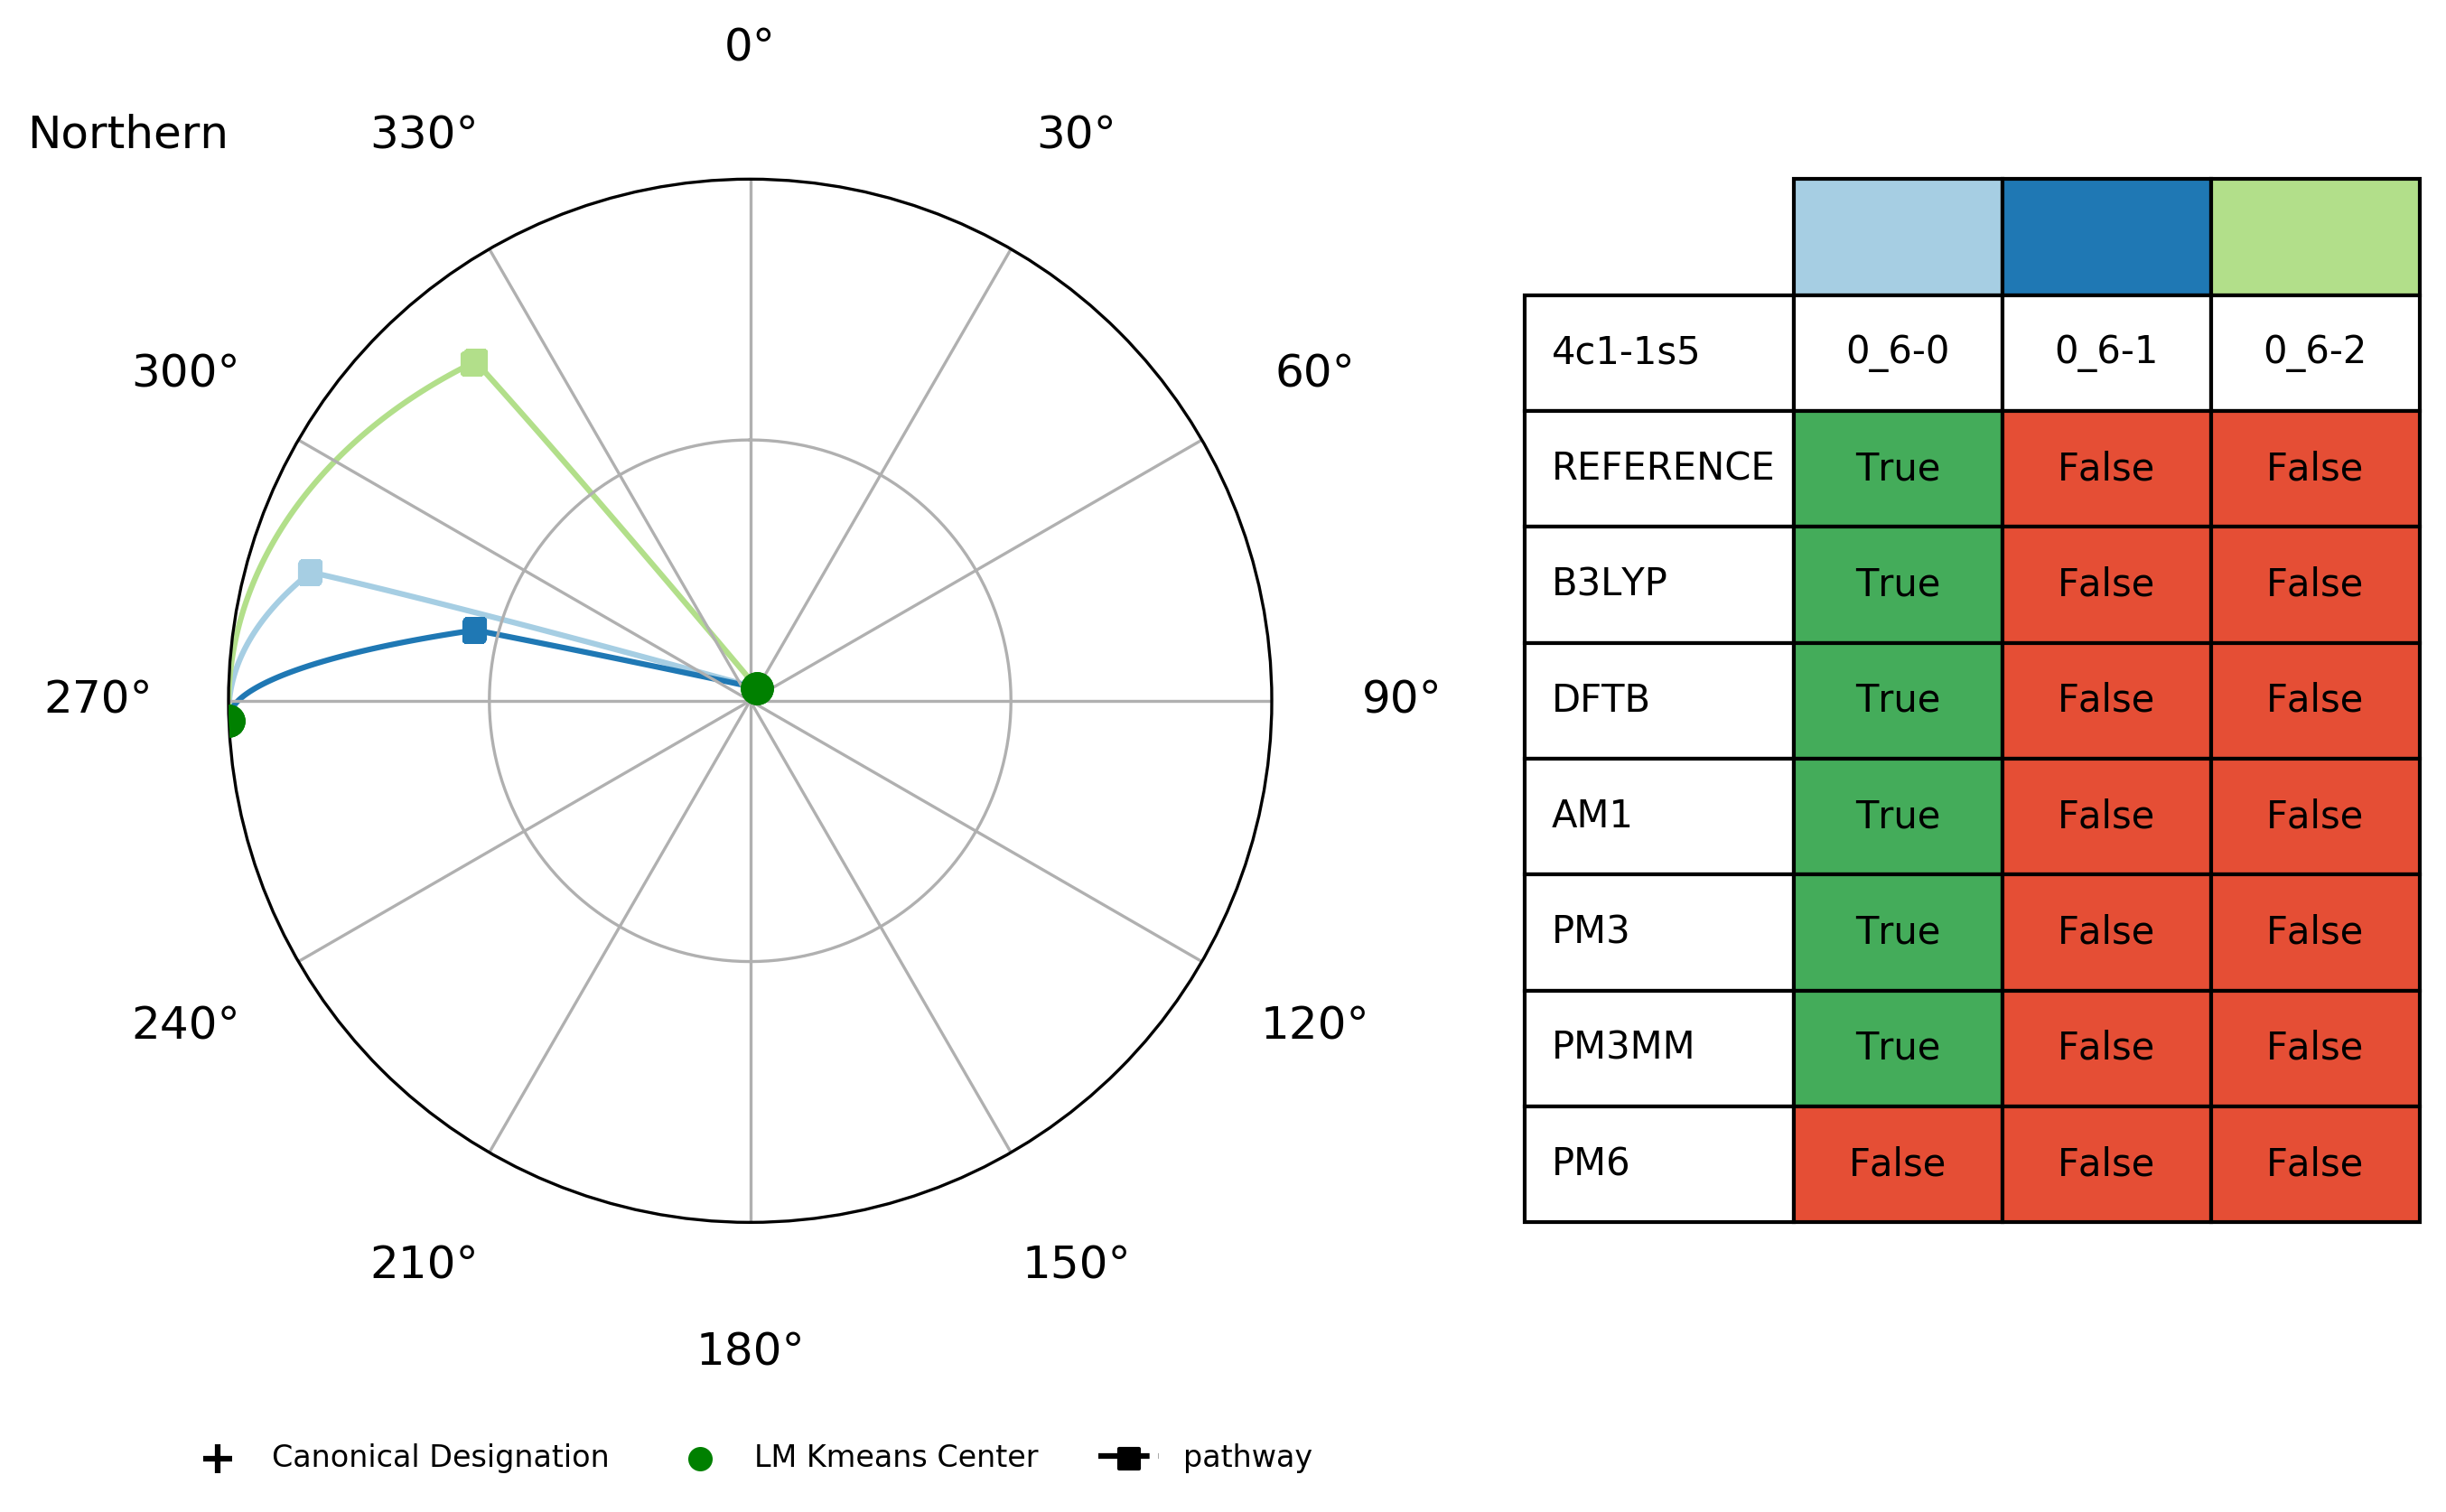 0°
Northern
330°
30°
300°
60°
270°
90°
240°
120°
210°
150°
180°
Canonical Designation
LM Kmeans Center
pathway
4c1-1s5 0_6-0 0_6-1 0_6-2
REFERENCE True False False
B3LYP True False False
DFTB True False False
AM1 True False False
PM3 True False False
PM3MM True False False
PM6 False False False